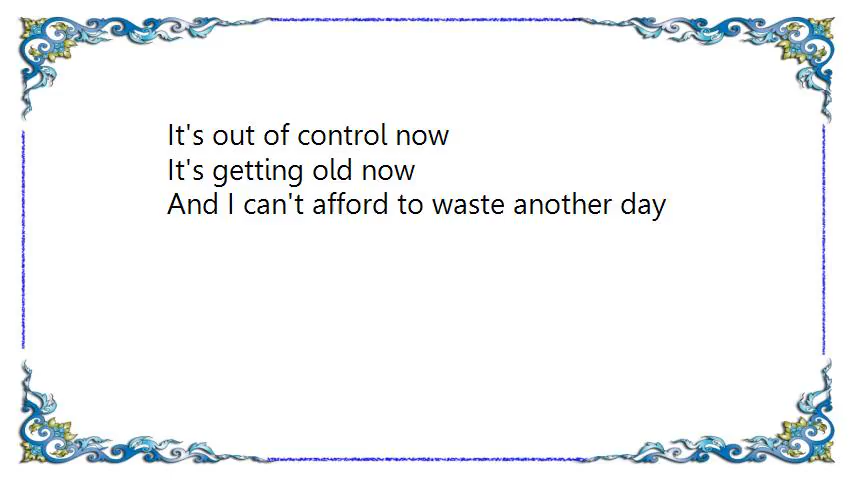 It's out of control now
It's getting old now
And I can't afford to waste another day